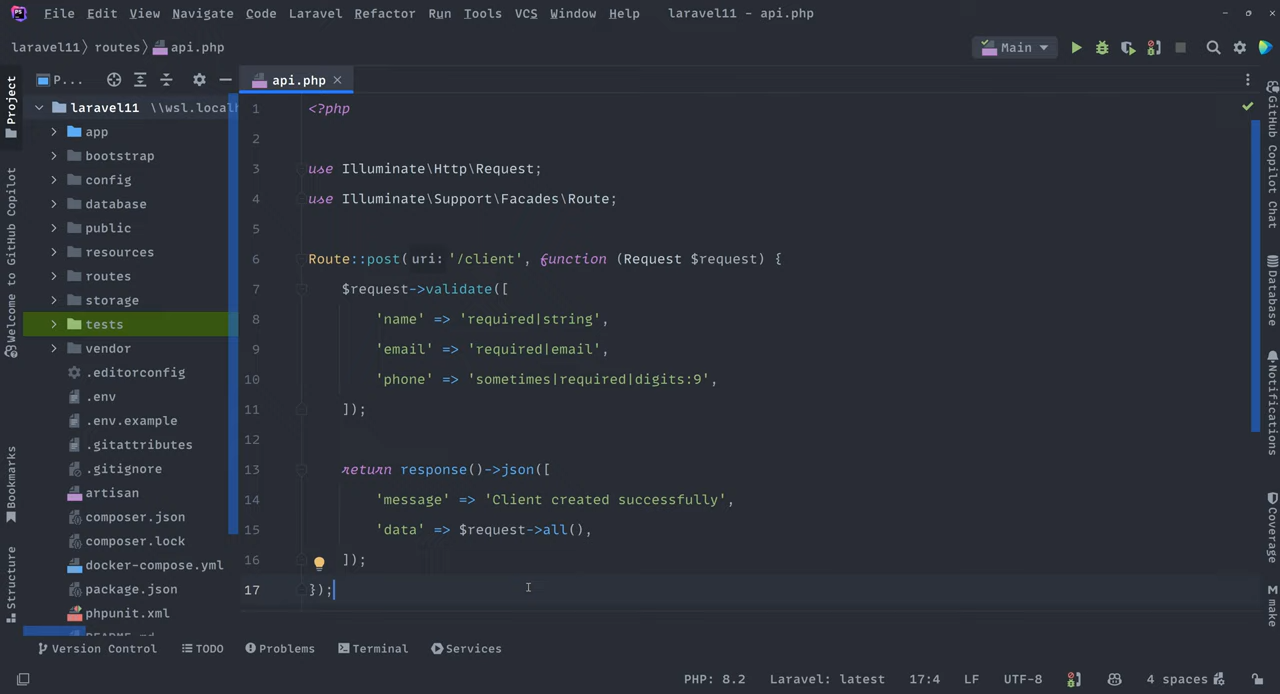 PS File Edit View Navigate Code Laravel Refactor Run Tools VCS Window Help laravel11 - api.php
laravel11 routes api.php Main
P... api.php
Project
laravel11 \\wsl.local
app
bootstrap
config
database
public
resources
routes
storage
tests
vendor
.editorconfig
.env
.env.example
.gitattributes
.gitignore
artisan
composer.json
composer.lock
docker-compose.yml
package.json
phpunit.xml
README.md
Welcome to GitHub Copilot
Bookmarks
Structure
1 <?php
2
3 use Illuminate\Http\Request;
4 use Illuminate\Support\Facades\Route;
5
6 Route::post( uri: '/client', function (Request $request) {
7 $request->validate([
8 'name' => 'required|string',
9 'email' => 'required|email',
10 'phone' => 'sometimes|required|digits:9',
11 ]);
12
13 return response()->json([
14 'message' => 'Client created successfully',
15 'data' => $request->all(),
16 ]);
17 });
GitHub Copilot Chat
Database
Notifications
Coverage
M make
Version Control TODO Problems Terminal Services
PHP: 8.2 Laravel: latest 17:4 LF UTF-8 4 spaces